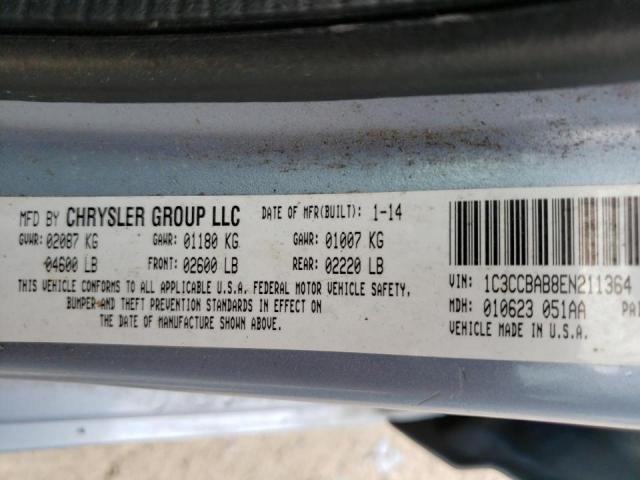 MFD BY CHRYSLER GROUP LLC DATE OF MFR(BUILT): 1-14
GVWR: 02087 KG GAWR: 01180 KG GAWR: 01007 KG
04600 LB FRONT: 02600 LB REAR: 02220 LB
THIS VEHICLE CONFORMS TO ALL APPLICABLE U.S.A. FEDERAL MOTOR VEHICLE SAFETY,
BUMPER AND THEFT PREVENTION STANDARDS IN EFFECT ON
THE DATE OF MANUFACTURE SHOWN ABOVE.
VIN: 1C3CCBAB8EN211364
MDH: 010623 051AA PAI
VEHICLE MADE IN U.S.A.